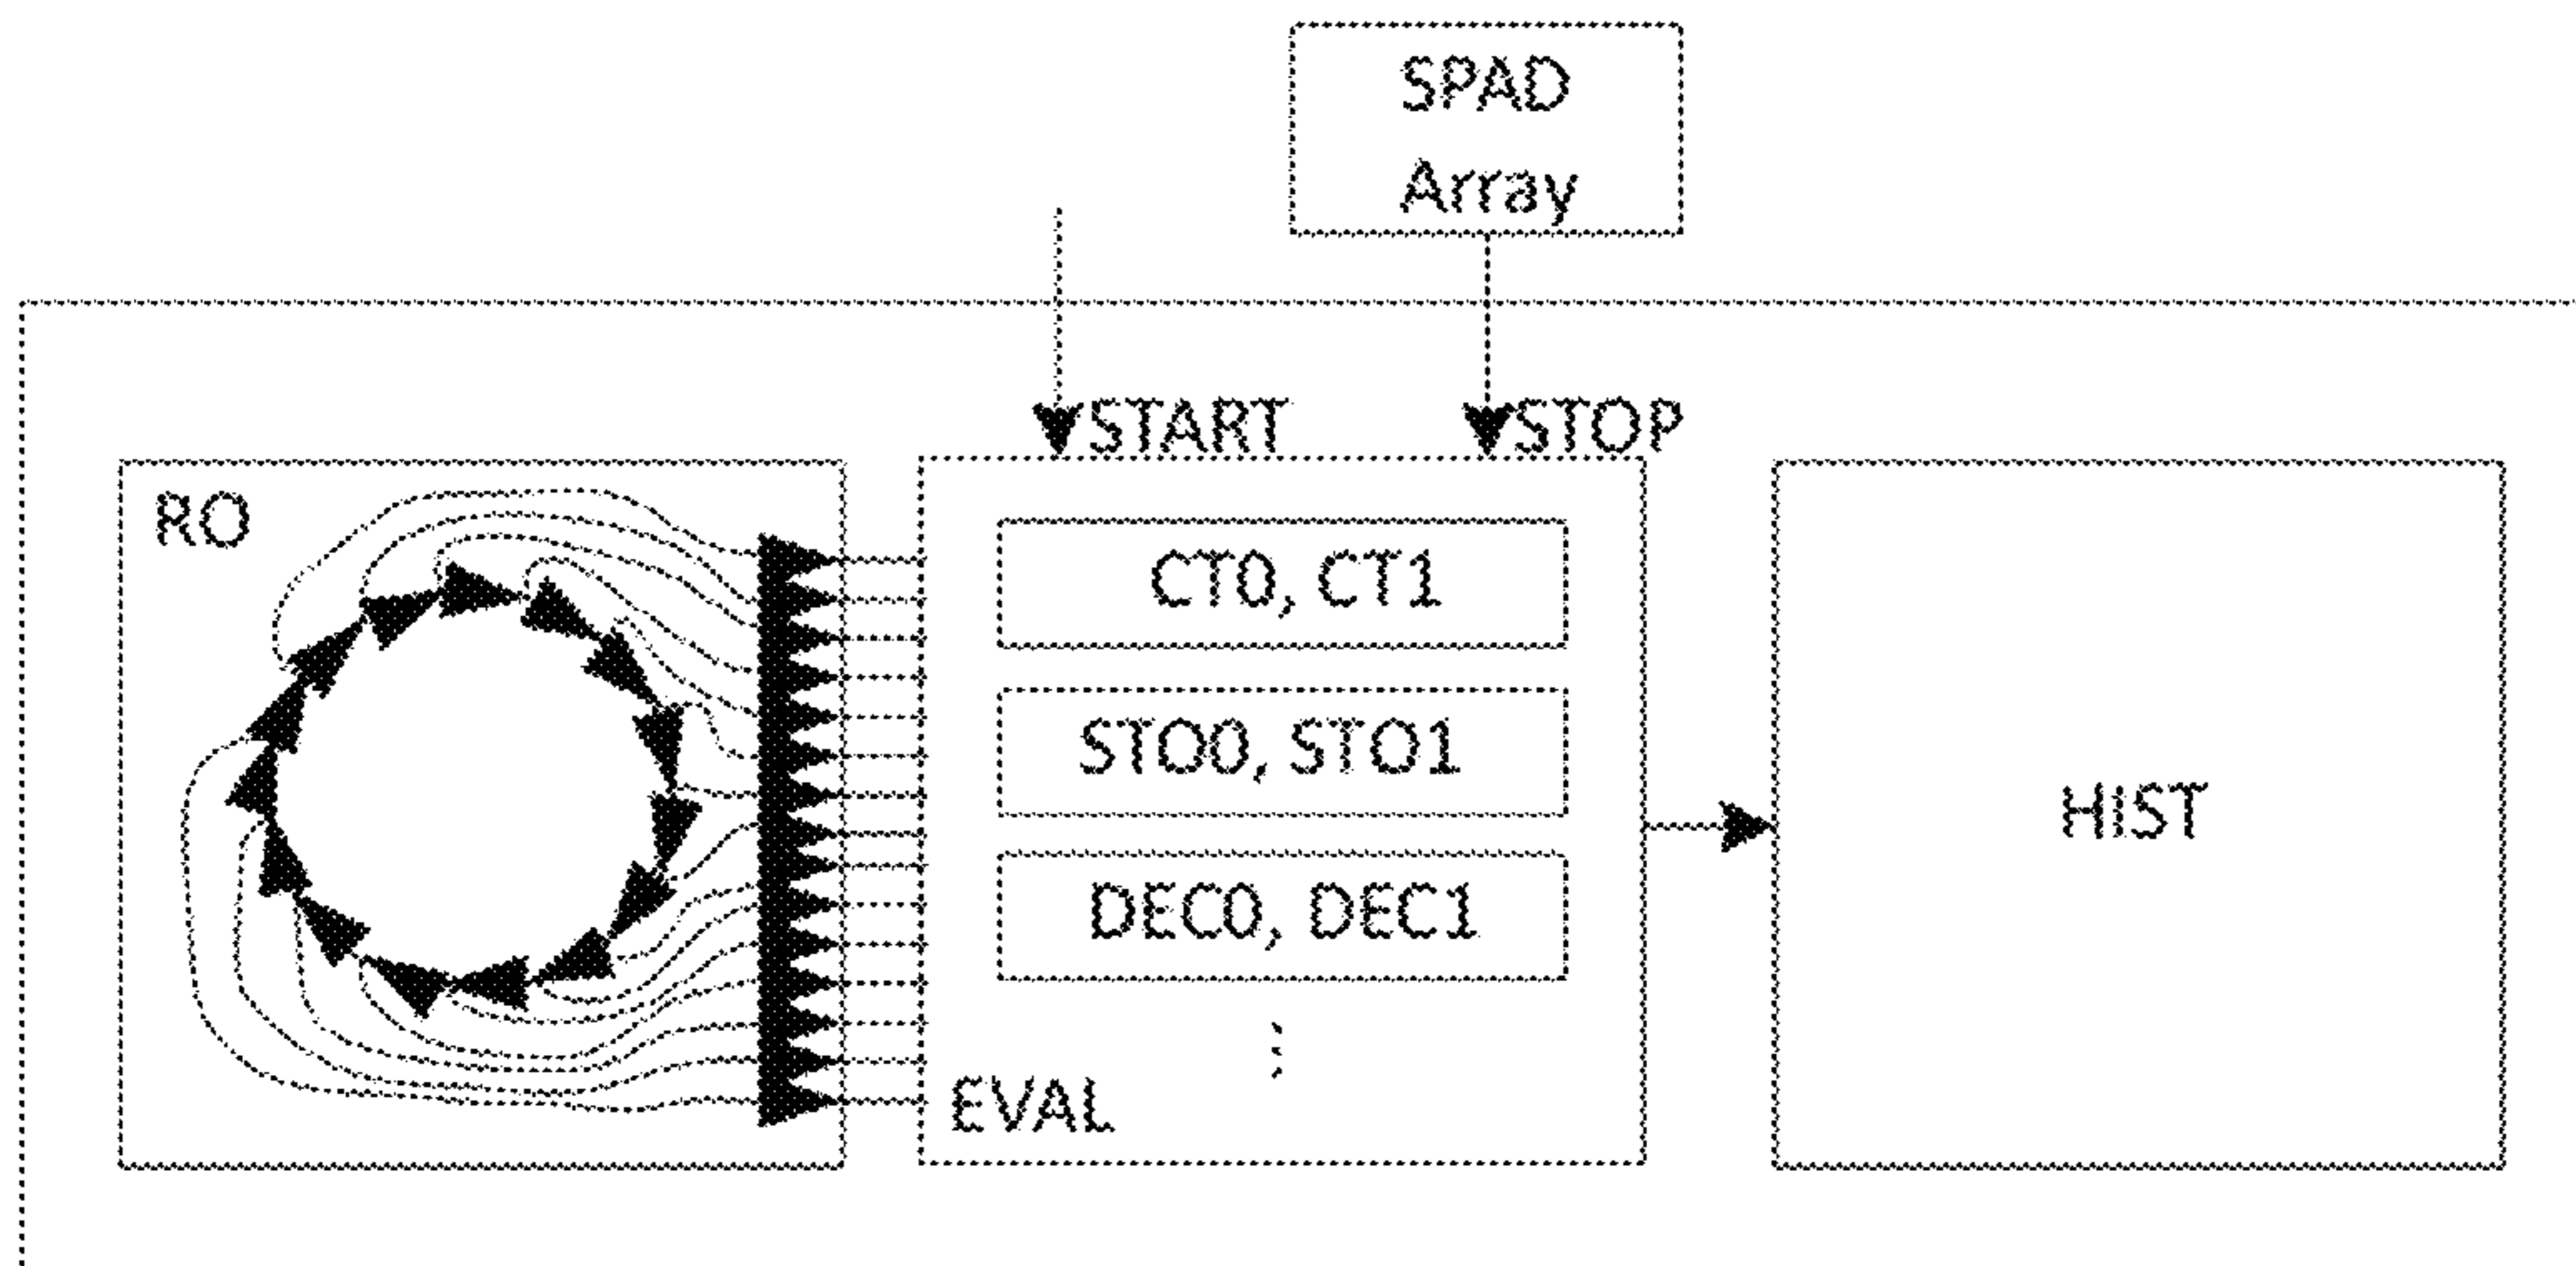 SPAD
Array
START
STOP
RO
CT0, CT1
STO0, STO1
DEC0, DEC1
EVAL
HIST